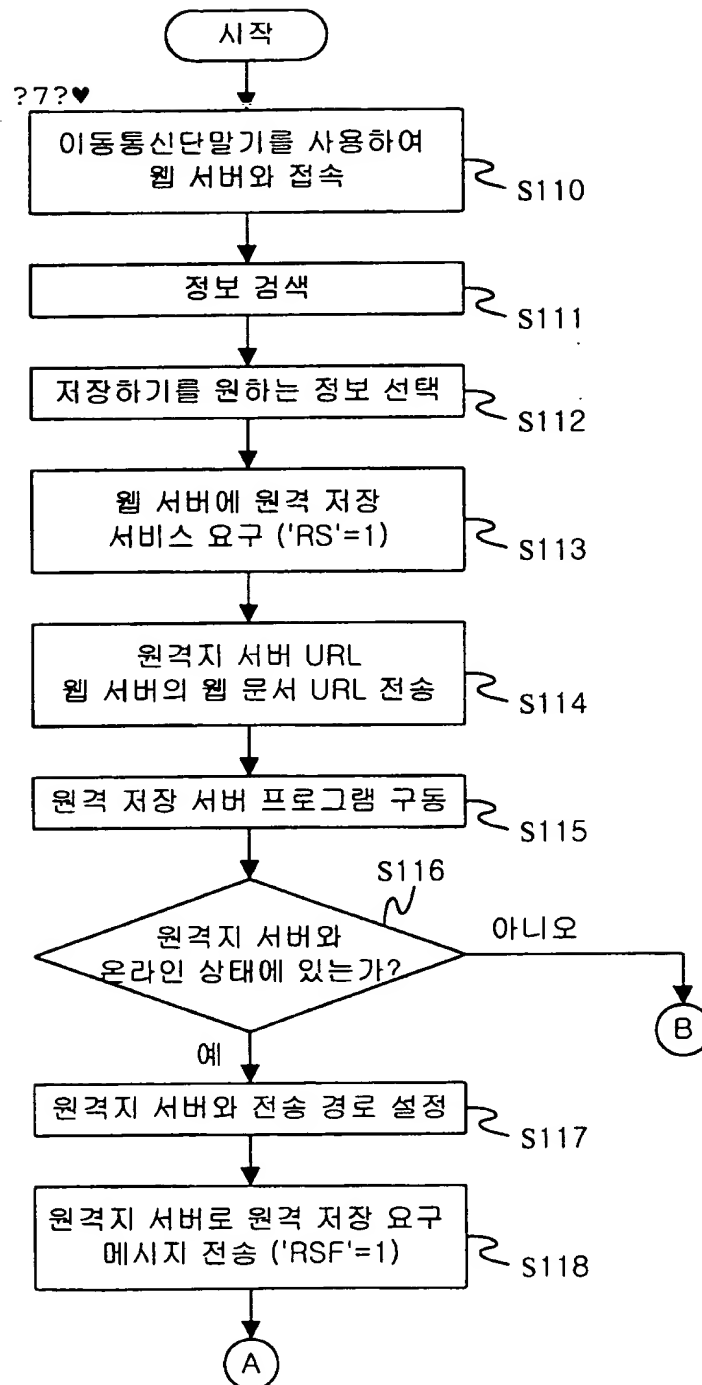 시작
?7?♥
이동통신단말기를 사용하여
웹 서버와 접속
S110
정보 검색
S111
저장하기를 원하는 정보 선택
S112
웹 서버에 원격 저장
서비스 요구 ('RS'=1)
S113
원격지 서버 URL
웹 서버의 웹 문서 URL 전송
S114
원격 저장 서버 프로그램 구동
S115
S116
원격지 서버와
온라인 상태에 있는가?
아니오
B
예
원격지 서버와 전송 경로 설정
S117
원격지 서버로 원격 저장 요구
메시지 전송 ('RSF'=1)
S118
A